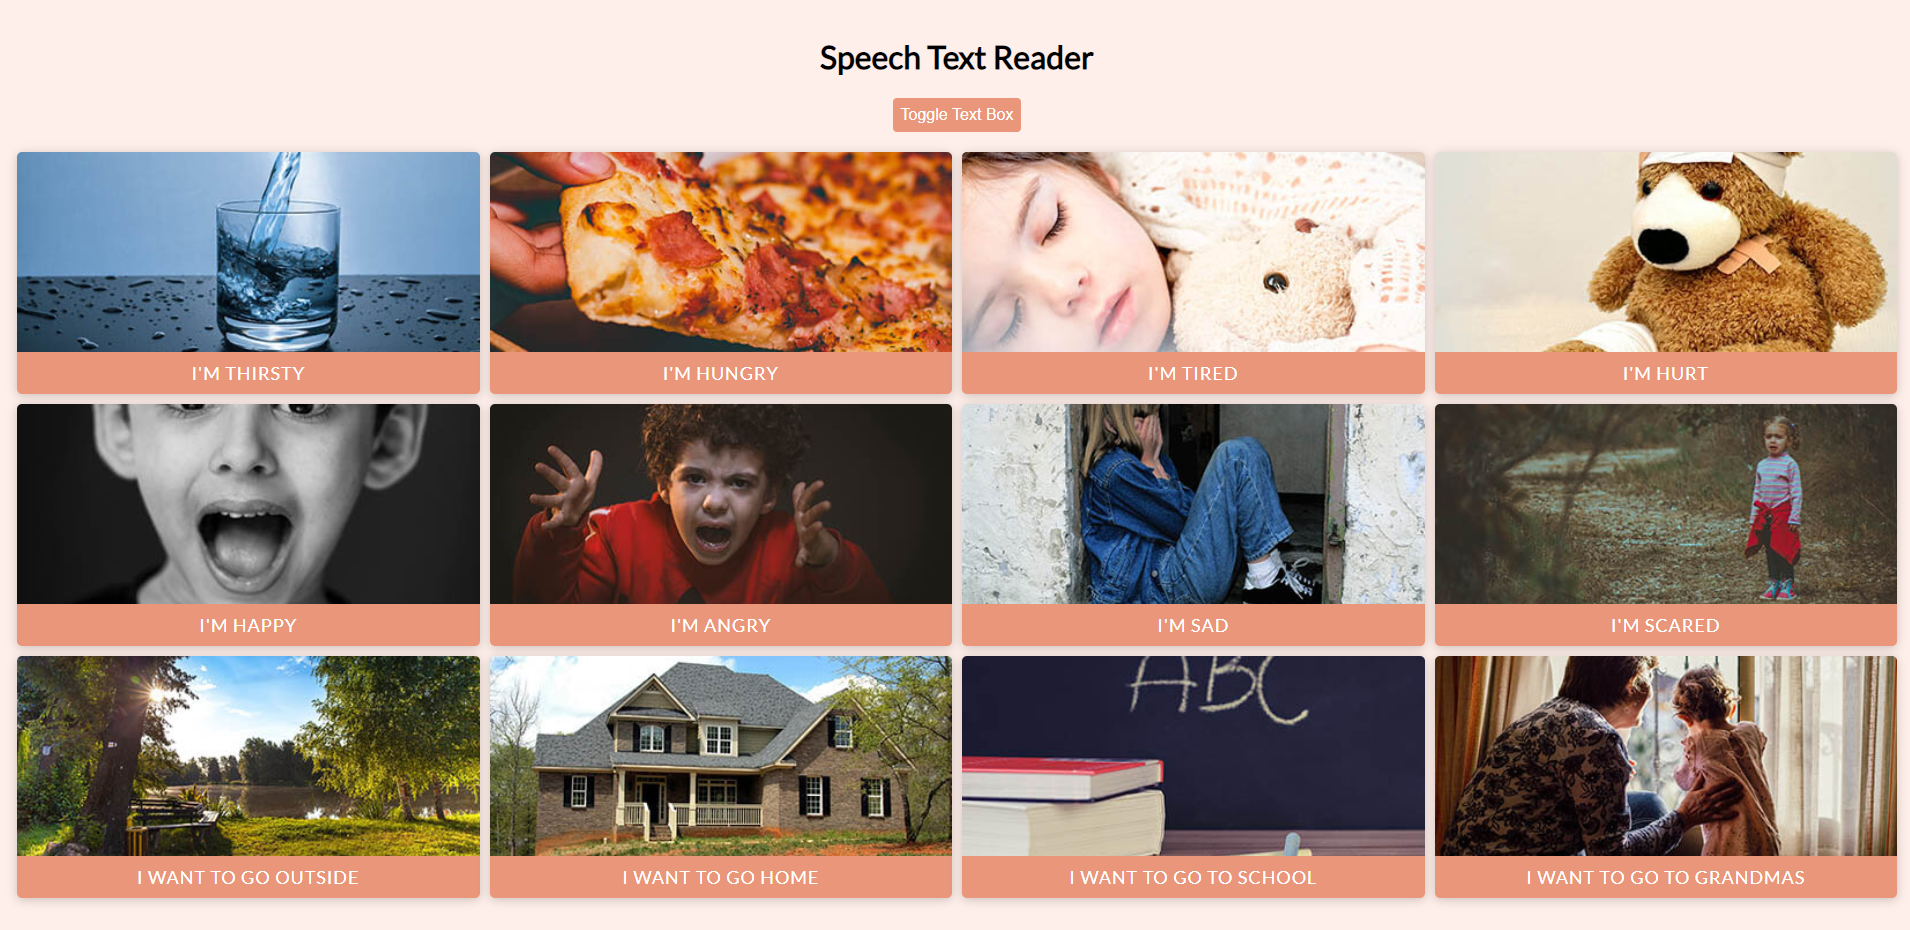 Speech Text Reader
Toggle Text Box
I'M THIRSTY
I'M HUNGRY
I'M TIRED
I'M HURT
I'M HAPPY
I'M ANGRY
I'M SAD
I'M SCARED
ABC
I WANT TO GO OUTSIDE
I WANT TO GO HOME
I WANT TO GO TO SCHOOL
I WANT TO GO TO GRANDMAS